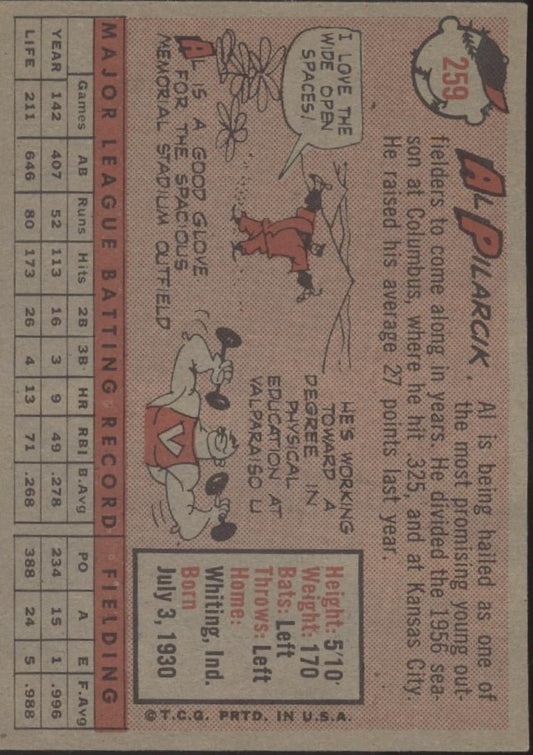 259
AL PILARCIK
Al is being hailed as one of
the most promising young out-
fielders to come along in years. He divided the 1956 sea-
son at Columbus, where he hit .325, and at Kansas City.
He raised his average 27 points last year.
I LOVE THE
WIDE OPEN
SPACES!
AL IS A GOOD GLOVE
FOR THE SPACIOUS
MEMORIAL STADIUM OUTFIELD
HE'S WORKING
TOWARD A
DEGREE IN
PHYSICAL
EDUCATION AT
VALPARAISO U
V
Height: 5'10"
Weight: 170
Bats: Left
Throws: Left
Home:
Whiting, Ind.
Born
July 3, 1930
MAJOR LEAGUE BATTING RECORD FIELDING
Games AB Runs Hits 2B 3B HR RBI B.Avg PO A E F.Avg
YEAR 142 407 52 113 16 3 9 49 .278 234 15 1 .996
LIFE 211 646 80 173 26 4 13 71 .268 388 24 5 .988
© T.C.G. PRTD. IN U.S.A.